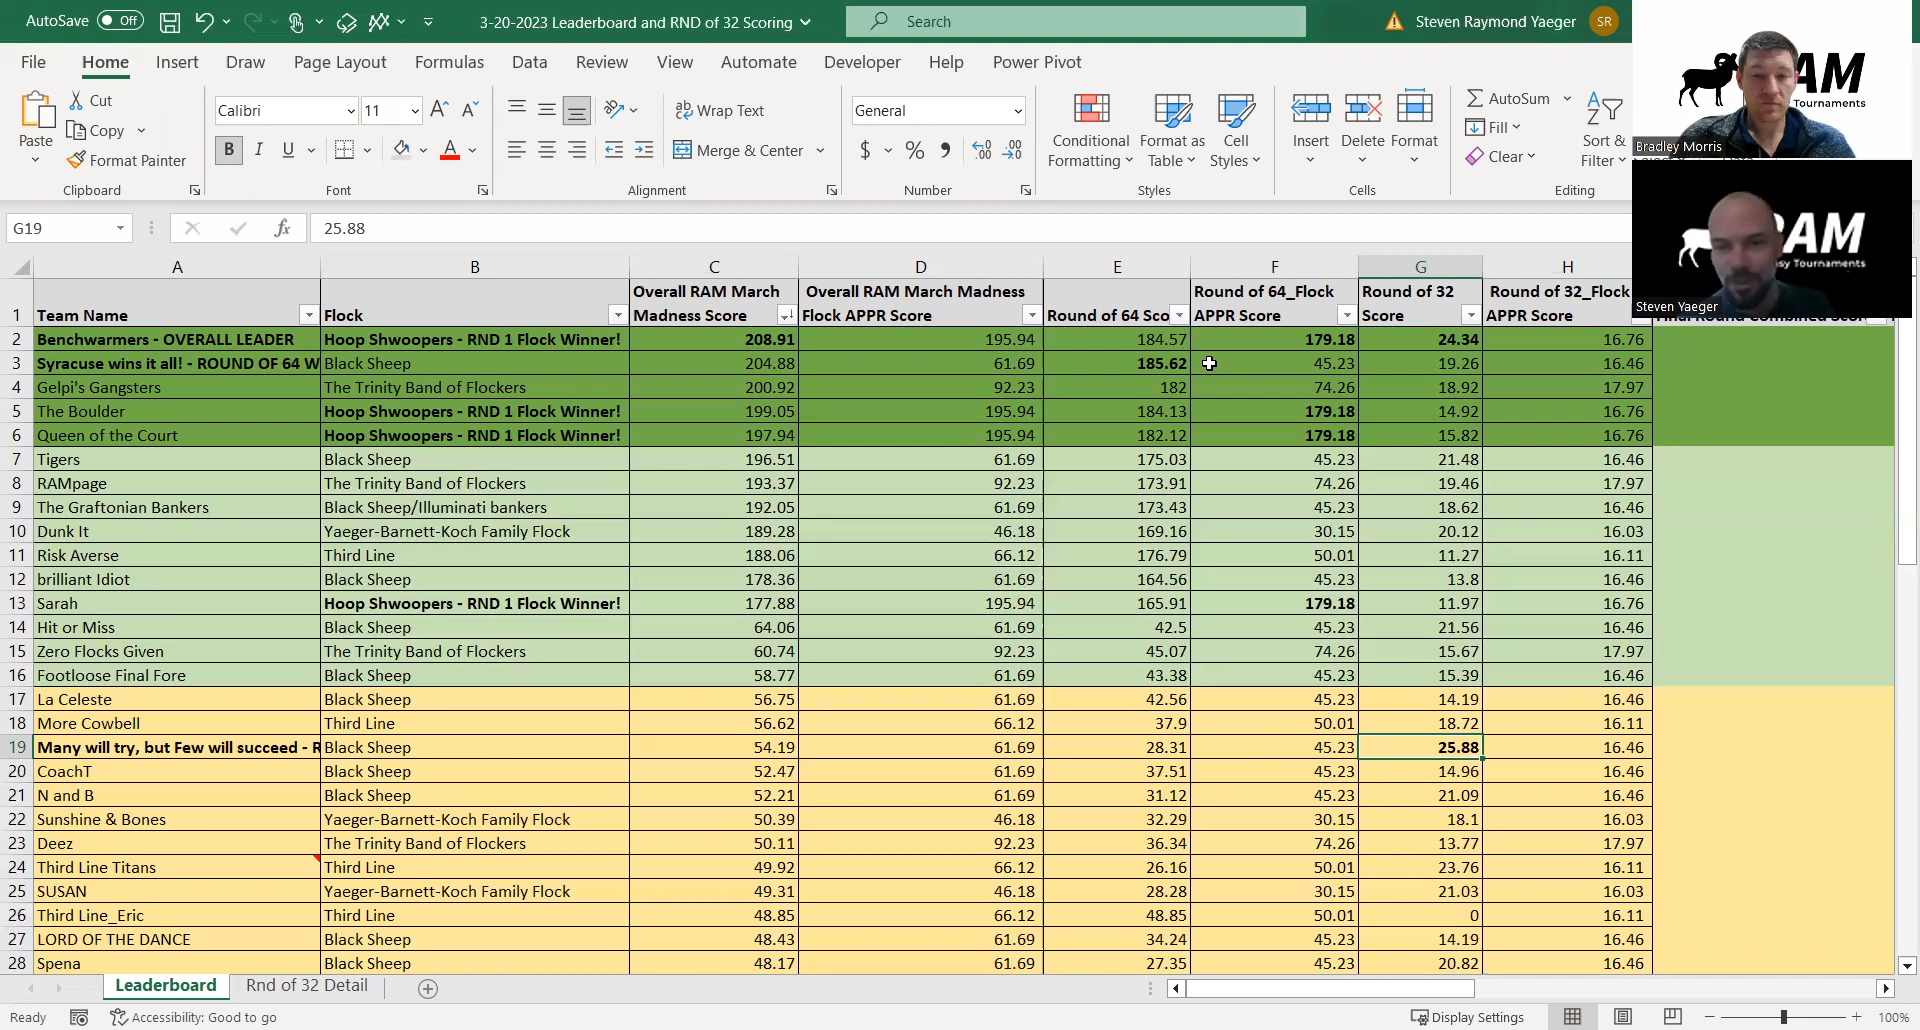 AutoSave Off 3-20-2023 Leaderboard and RND of 32 Scoring Search Steven Raymond Yaeger SR
File Home Insert Draw Page Layout Formulas Data Review View Automate Developer Help Power Pivot
Cut
Copy
Format Painter
Paste
Clipboard
Calibri 11
B I U
Font
Wrap Text
Merge & Center
Alignment
General
$ % 9
Number
Conditional Formatting
Format as Table
Cell Styles
Styles
Insert Delete Format
Cells
AutoSum
Fill
Clear
Sort & Filter
Editing
AM
Tournaments
Bradley Morris
RAM
Tournaments
Steven Yaeger
G19 fx 25.88
A B C D E F G H
1 Team Name Flock Overall RAM March Madness Score Overall RAM March Madness Flock APPR Score Round of 64 Sco Round of 64_Flock APPR Score Round of 32 Score Round of 32_Flock APPR Score
2 Benchwarmers - OVERALL LEADER Hoop Shwoopers - RND 1 Flock Winner! 208.91 195.94 184.57 179.18 24.34 16.76
3 Syracuse wins it all! - ROUND OF 64 W Black Sheep 204.88 61.69 185.62 45.23 19.26 16.46
4 Gelpi's Gangsters The Trinity Band of Flockers 200.92 92.23 182 74.26 18.92 17.97
5 The Boulder Hoop Shwoopers - RND 1 Flock Winner! 199.05 195.94 184.13 179.18 14.92 16.76
6 Queen of the Court Hoop Shwoopers - RND 1 Flock Winner! 197.94 195.94 182.12 179.18 15.82 16.76
7 Tigers Black Sheep 196.51 61.69 175.03 45.23 21.48 16.46
8 RAMpage The Trinity Band of Flockers 193.37 92.23 173.91 74.26 19.46 17.97
9 The Graftonian Bankers Black Sheep/Illuminati bankers 192.05 61.69 173.43 45.23 18.62 16.46
10 Dunk It Yaeger-Barnett-Koch Family Flock 189.28 46.18 169.16 30.15 20.12 16.03
11 Risk Averse Third Line 188.06 66.12 176.79 50.01 11.27 16.11
12 brilliant Idiot Black Sheep 178.36 61.69 164.56 45.23 13.8 16.46
13 Sarah Hoop Shwoopers - RND 1 Flock Winner! 177.88 195.94 165.91 179.18 11.97 16.76
14 Hit or Miss Black Sheep 64.06 61.69 42.5 45.23 21.56 16.46
15 Zero Flocks Given The Trinity Band of Flockers 60.74 92.23 45.07 74.26 15.67 17.97
16 Footloose Final Fore Black Sheep 58.77 61.69 43.38 45.23 15.39 16.46
17 La Celeste Black Sheep 56.75 61.69 42.56 45.23 14.19 16.46
18 More Cowbell Third Line 56.62 66.12 37.9 50.01 18.72 16.11
19 Many will try, but Few will succeed - R Black Sheep 54.19 61.69 28.31 45.23 25.88 16.46
20 CoachT Black Sheep 52.47 61.69 37.51 45.23 14.96 16.46
21 N and B Black Sheep 52.21 61.69 31.12 45.23 21.09 16.46
22 Sunshine & Bones Yaeger-Barnett-Koch Family Flock 50.39 46.18 32.29 30.15 18.1 16.03
23 Deez The Trinity Band of Flockers 50.11 92.23 36.34 74.26 13.77 17.97
24 Third Line Titans Third Line 49.92 66.12 26.16 50.01 23.76 16.11
25 SUSAN Yaeger-Barnett-Koch Family Flock 49.31 46.18 28.28 30.15 21.03 16.03
26 Third Line_Eric Third Line 48.85 66.12 48.85 50.01 0 16.11
27 LORD OF THE DANCE Black Sheep 48.43 61.69 34.24 45.23 14.19 16.46
28 Spena Black Sheep 48.17 61.69 27.35 45.23 20.82 16.46
Leaderboard Rnd of 32 Detail
Ready Accessibility: Good to go Display Settings 100%